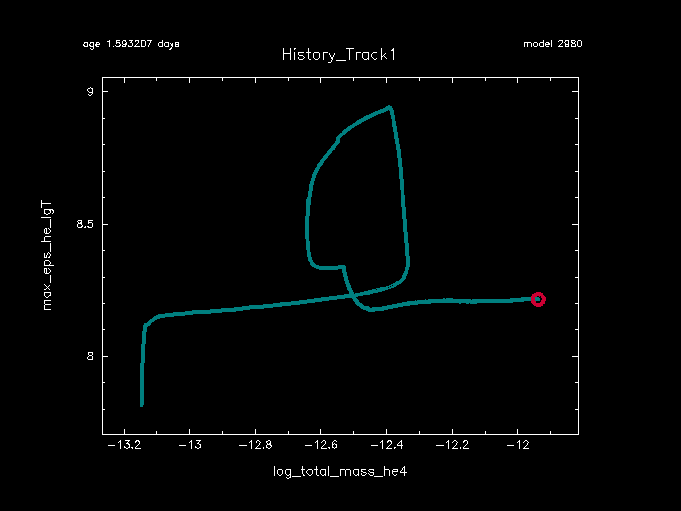 age 1.593207 days
model 2980
History_Track1
9
8.5
8
max_eps_he_lgT
-13.2
-13
-12.8
-12.6
-12.4
-12.2
-12
log_total_mass_he4